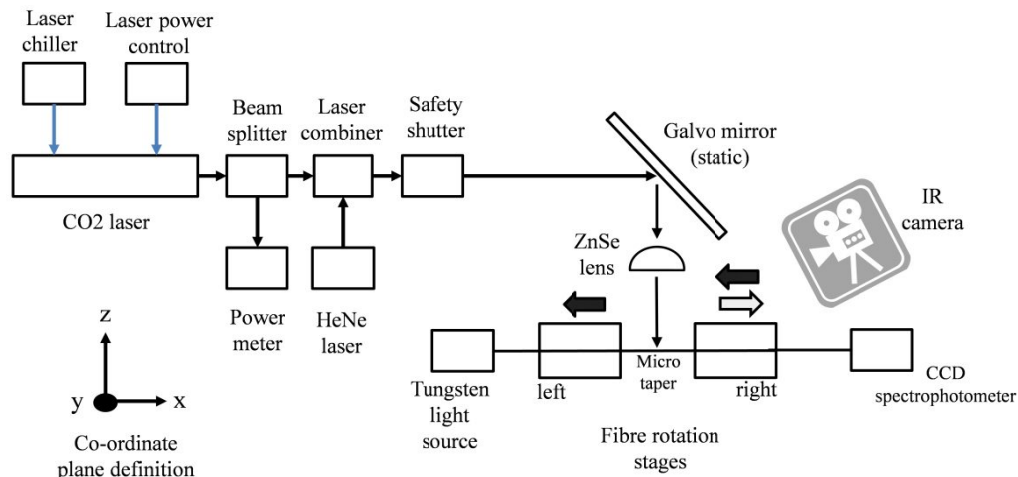 Laser
chiller
Laser power
control
Beam
splitter
Laser
combiner
Safety
shutter
Galvo mirror
(static)
IR
camera
CO2 laser
ZnSe
lens
Power
meter
HeNe
laser
z
y
x
Co-ordinate
plane definition
Tungsten
light
source
left
Micro
taper
right
CCD
spectrophotometer
Fibre rotation
stages